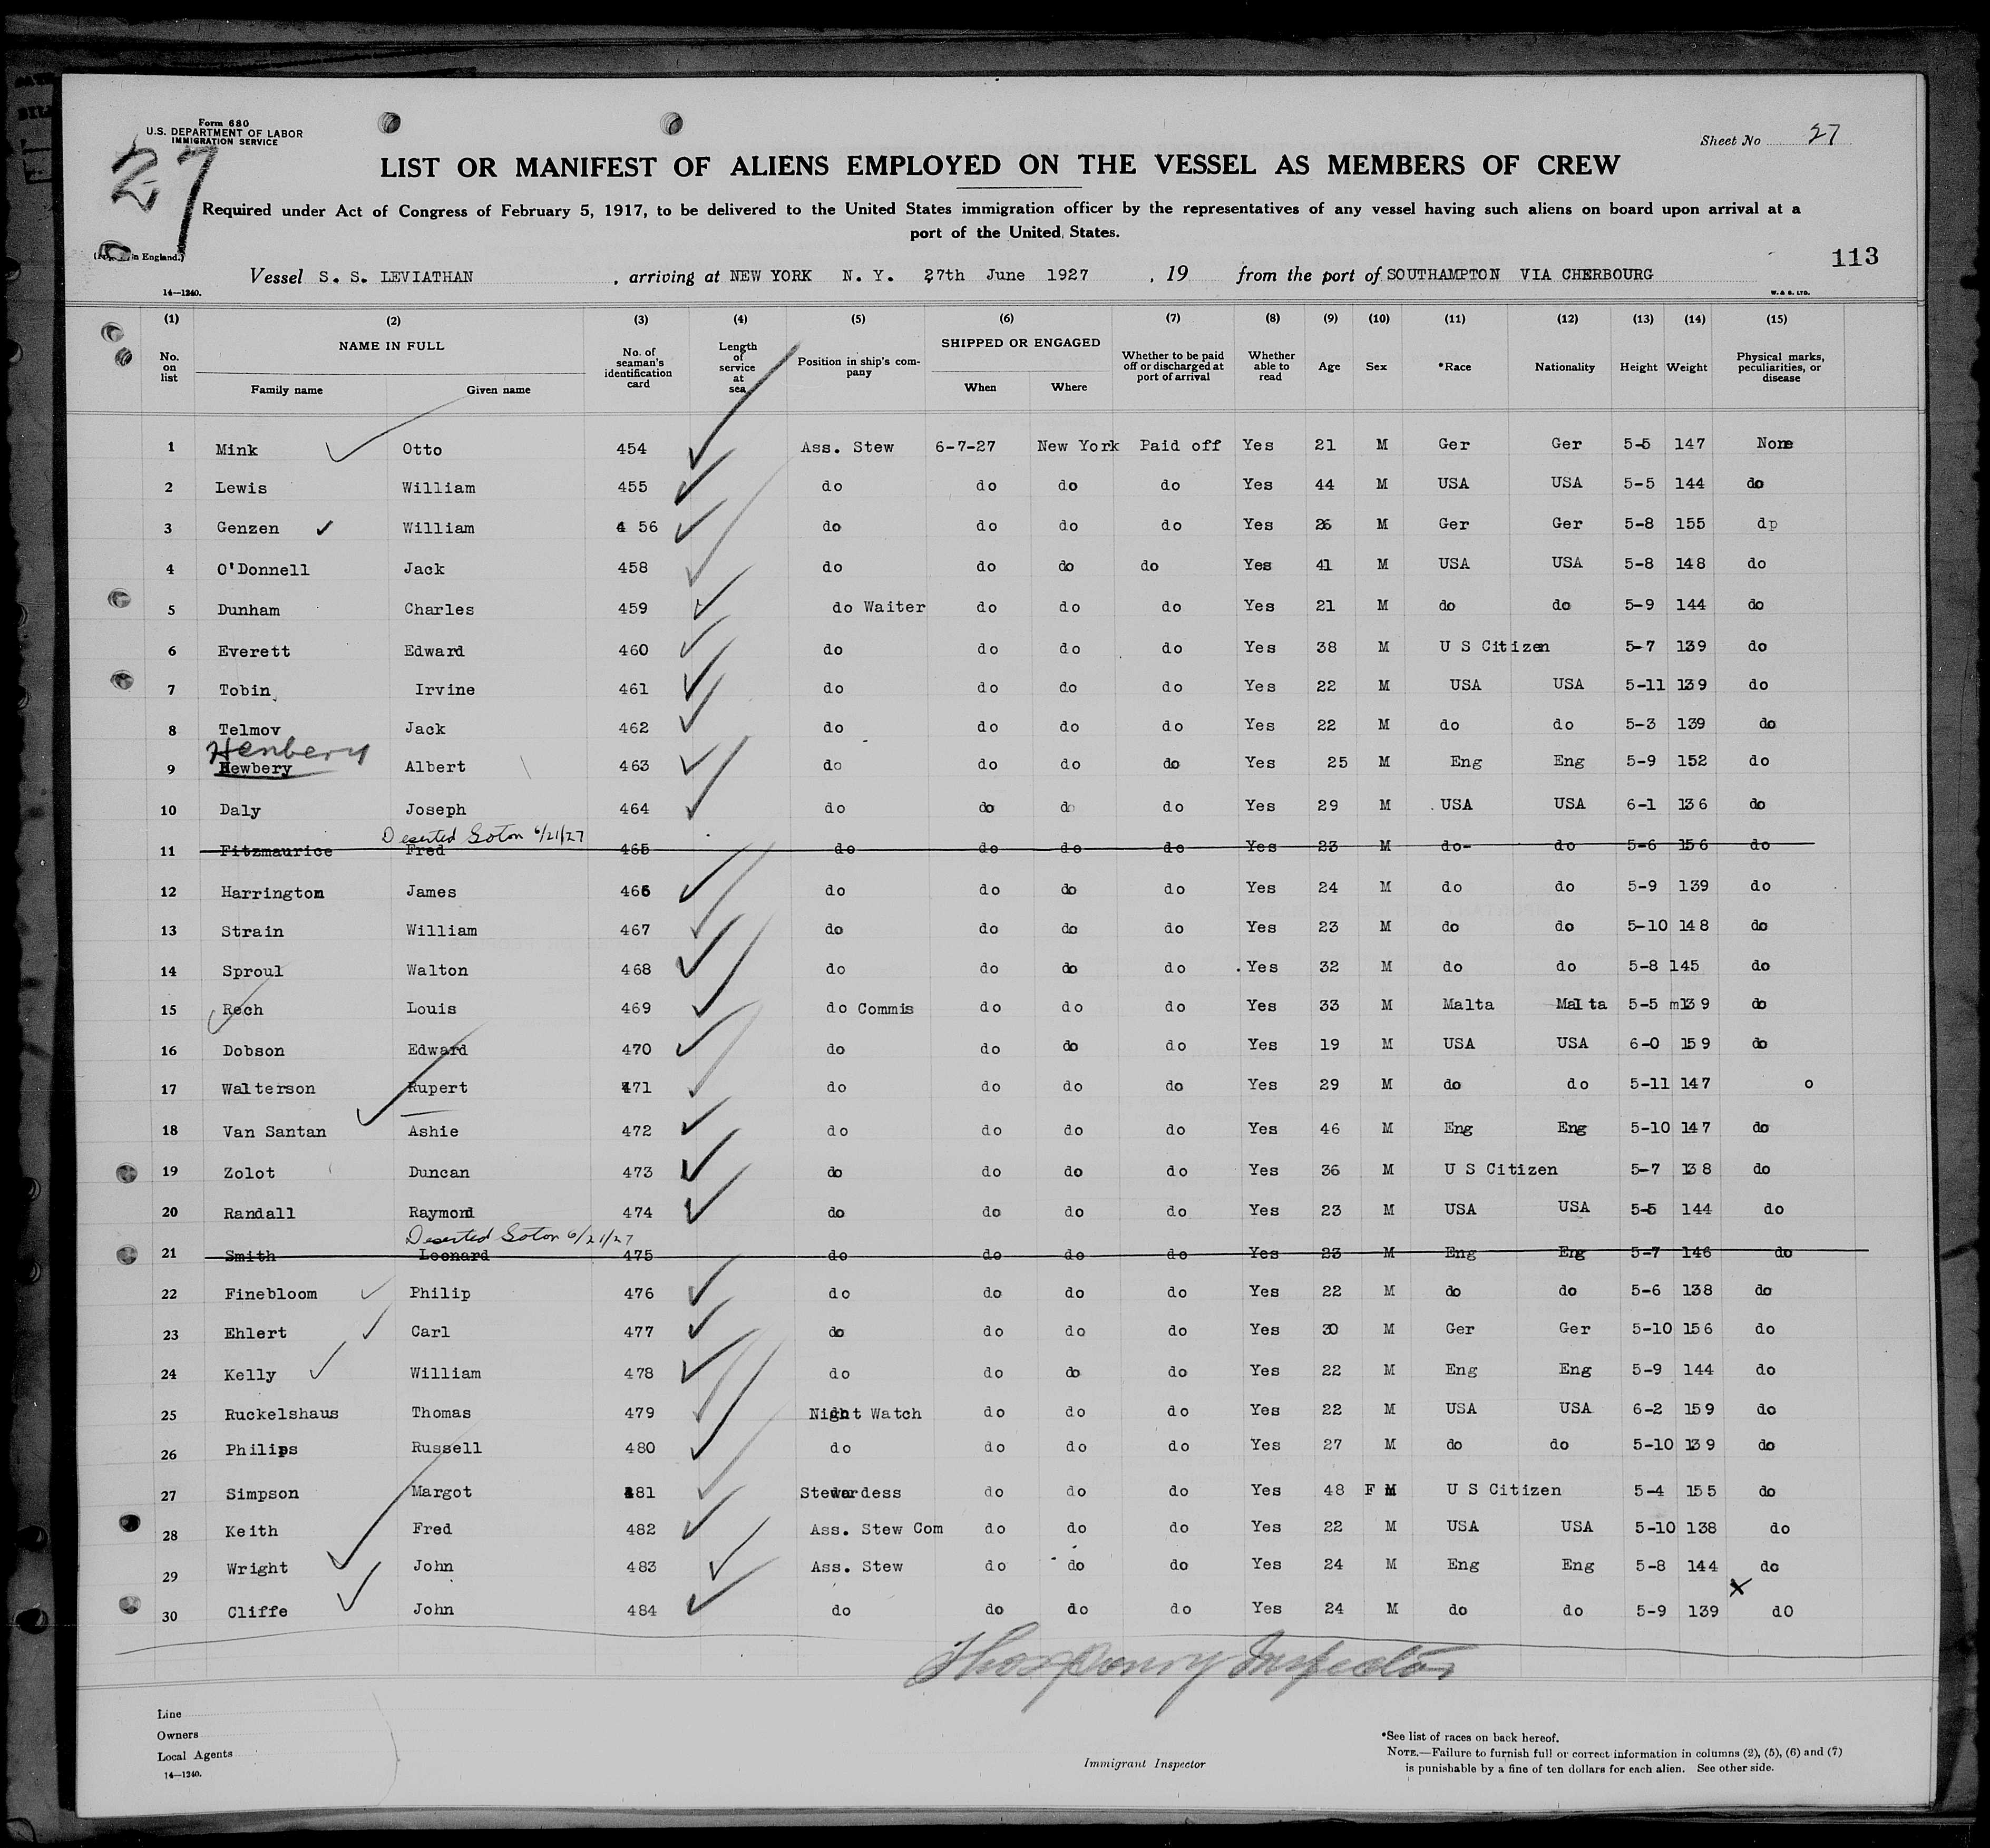 Form 680
U.S. DEPARTMENT OF LABOR
IMMIGRATION SERVICE
27
Sheet No 27
LIST OR MANIFEST OF ALIENS EMPLOYED ON THE VESSEL AS MEMBERS OF CREW
Required under Act of Congress of February 5, 1917, to be delivered to the United States immigration officer by the representatives of any vessel having such aliens on board upon arrival at a
port of the United States.
in England.)
113
Vessel S. S. LEVIATHAN , arriving at NEW YORK N. Y. 27th June 1927 , 19 from the port of SOUTHAMPTON VIA CHERBOURG
14—1240.
W. & S. LTD.
(1) (2) (3) (4) (5) (6) (7) (8) (9) (10) (11) (12) (13) (14) (15)
No. on list NAME IN FULL Family name Given name No. of seaman's identification card Length of service at sea Position in ship's company SHIPPED OR ENGAGED When Where Whether to be paid off or discharged at port of arrival Whether able to read Age Sex *Race Nationality Height Weight Physical marks, peculiarities, or disease
1 Mink Otto 454 Ass. Stew 6-7-27 New York Paid off Yes 21 M Ger Ger 5-5 147 None
2 Lewis William 455 do do do do Yes 44 M USA USA 5-5 144 do
3 Genzen William 4 56 do do do do Yes 26 M Ger Ger 5-8 155 dp
4 O'Donnell Jack 458 do do do do Yes 41 M USA USA 5-8 148 do
5 Dunham Charles 459 do Waiter do do do Yes 21 M do do 5-9 144 do
6 Everett Edward 460 do do do do Yes 38 M U S Citizen 5-7 139 do
7 Tobin Irvine 461 do do do do Yes 22 M USA USA 5-11 139 do
8 Telmov Jack 462 do do do do Yes 22 M do do 5-3 139 do
Henbery
9 Hewbery Albert 463 do do do do Yes 25 M Eng Eng 5-9 152 do
10 Daly Joseph 464 do do do do Yes 29 M USA USA 6-1 136 do
Deserted Soton 6/21/27
11 Fitzmaurice Fred 465 do do do do Yes 23 M do- do 5-6 156 do
12 Harrington James 466 do do do do Yes 24 M do do 5-9 139 do
13 Strain William 467 do do do do Yes 23 M do do 5-10 148 do
14 Sproul Walton 468 do do do do Yes 32 M do do 5-8 145 do
15 Rech Louis 469 do Commis do do do Yes 33 M Malta Malta 5-5 m139 do
16 Dobson Edward 470 do do do do Yes 19 M USA USA 6-0 159 do
17 Walterson Rupert 471 do do do do Yes 29 M do do 5-11 147 o
18 Van Santan Ashie 472 do do do do Yes 46 M Eng Eng 5-10 147 do
19 Zolot Duncan 473 do do do do Yes 36 M U S Citizen 5-7 138 do
20 Randall Raymond 474 do do do do Yes 23 M USA USA 5-5 144 do
Deserted Soton 6/21/27
21 Smith Leonard 475 do do do do Yes 23 M Eng Eng 5-7 146 do
22 Finebloom Philip 476 do do do do Yes 22 M do do 5-6 138 do
23 Ehlert Carl 477 do do do do Yes 30 M Ger Ger 5-10 156 do
24 Kelly William 478 do do do do Yes 22 M Eng Eng 5-9 144 do
25 Ruckelshaus Thomas 479 Night Watch do do do Yes 22 M USA USA 6-2 159 do
26 Philips Russell 480 do do do do Yes 27 M do do 5-10 139 do
27 Simpson Margot 481 Stewardess do do do Yes 48 F M U S Citizen 5-4 155 do
28 Keith Fred 482 Ass. Stew Com do do do Yes 22 M USA USA 5-10 138 do
29 Wright John 483 Ass. Stew do do do Yes 24 M Eng Eng 5-8 144 do
30 Cliffe John 484 do do do do Yes 24 M do do 5-9 139 x dO
Inspector
Line
Owners
Local Agents
14—1240.
Immigrant Inspector
*See list of races on back hereof.
NOTE.—Failure to furnish full or correct information in columns (2), (5), (6) and (7)
is punishable by a fine of ten dollars for each alien. See other side.